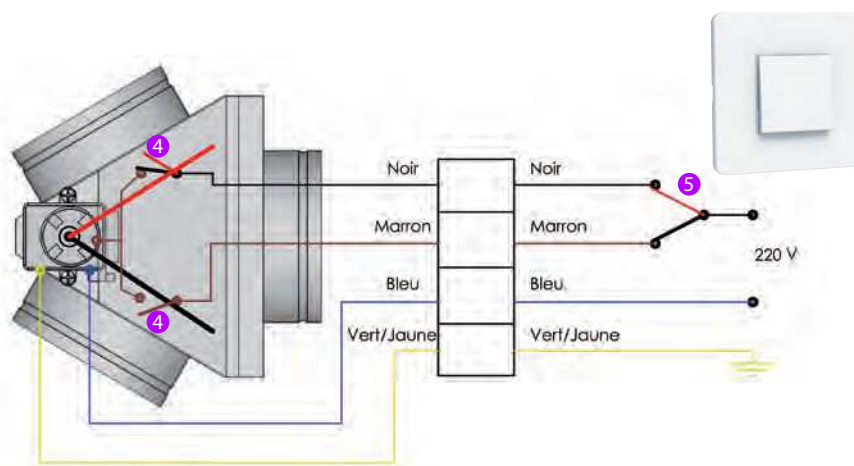 4
5
Noir Noir
Marron Marron
220 V
Bleu Bleu
4
Vert/Jaune Vert/Jaune